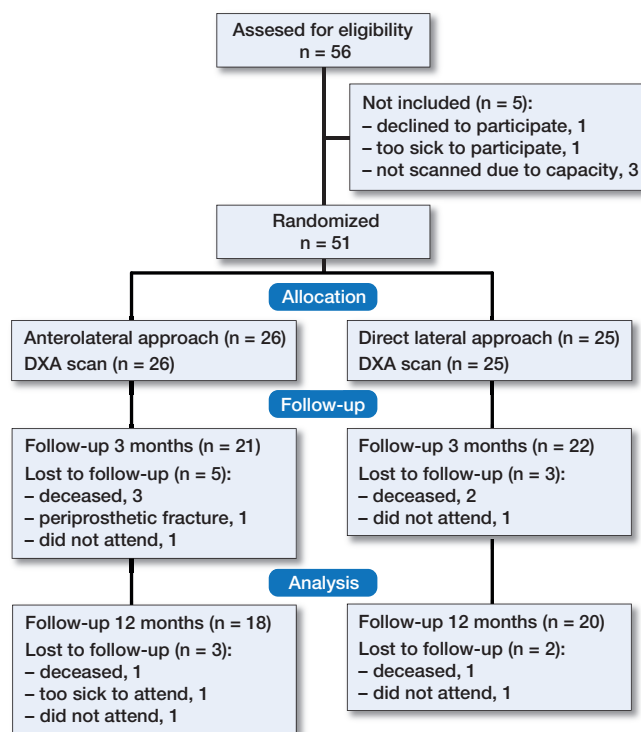 Assesed for eligibility
n = 56
Not included (n = 5):
– declined to participate, 1
– too sick to participate, 1
– not scanned due to capacity, 3
Randomized
n = 51
Allocation
Anterolateral approach (n = 26)
DXA scan (n = 26)
Direct lateral approach (n = 25)
DXA scan (n = 25)
Follow-up
Follow-up 3 months (n = 21)
Lost to follow-up (n = 5):
– deceased, 3
– periprosthetic fracture, 1
– did not attend, 1
Follow-up 3 months (n = 22)
Lost to follow-up (n = 3):
– deceased, 2
– did not attend, 1
Analysis
Follow-up 12 months (n = 18)
Lost to follow-up (n = 3):
– deceased, 1
– too sick to attend, 1
– did not attend, 1
Follow-up 12 months (n = 20)
Lost to follow-up (n = 2):
– deceased, 1
– did not attend, 1